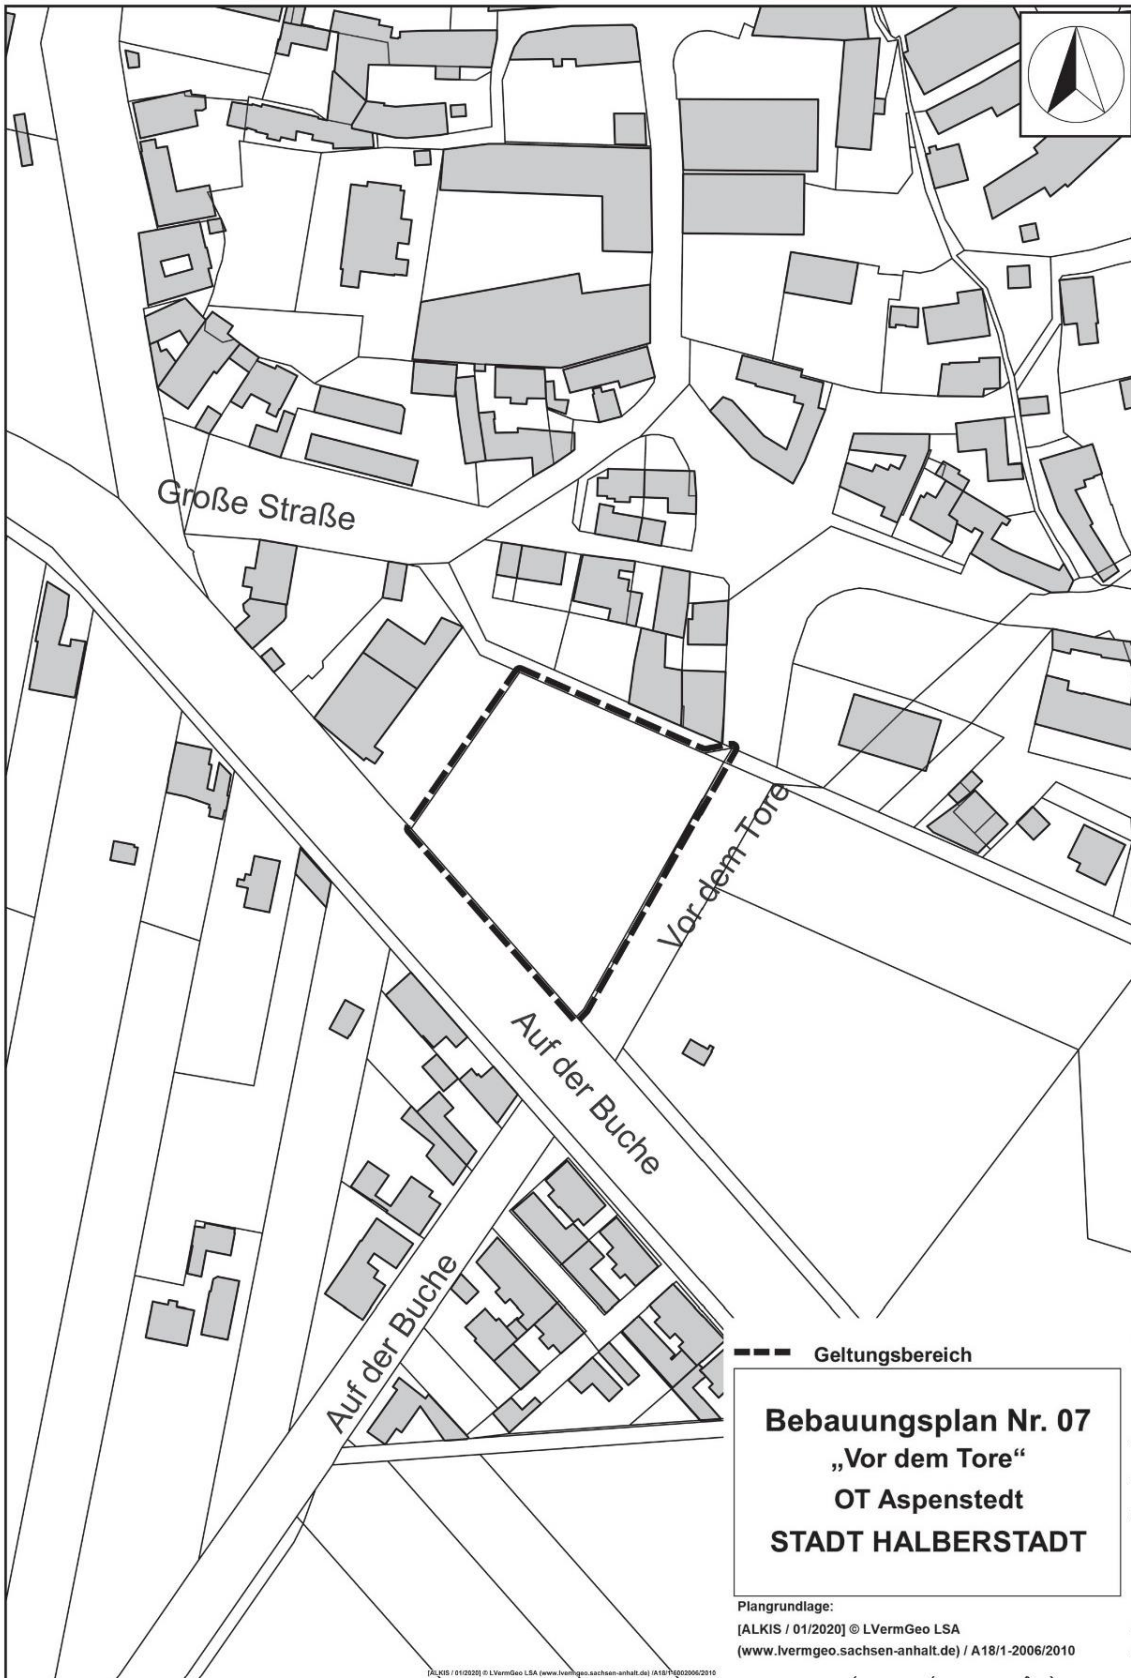 Große Straße
Vor dem Tore
Auf der Buche
Auf der Buche
Geltungsbereich
Bebauungsplan Nr. 07
„Vor dem Tore“
OT Aspenstedt
STADT HALBERSTADT
Plangrundlage:
[ALKIS / 01/2020] © LVermGeo LSA
(www.lvermgeo.sachsen-anhalt.de) / A18/1-2006/2010